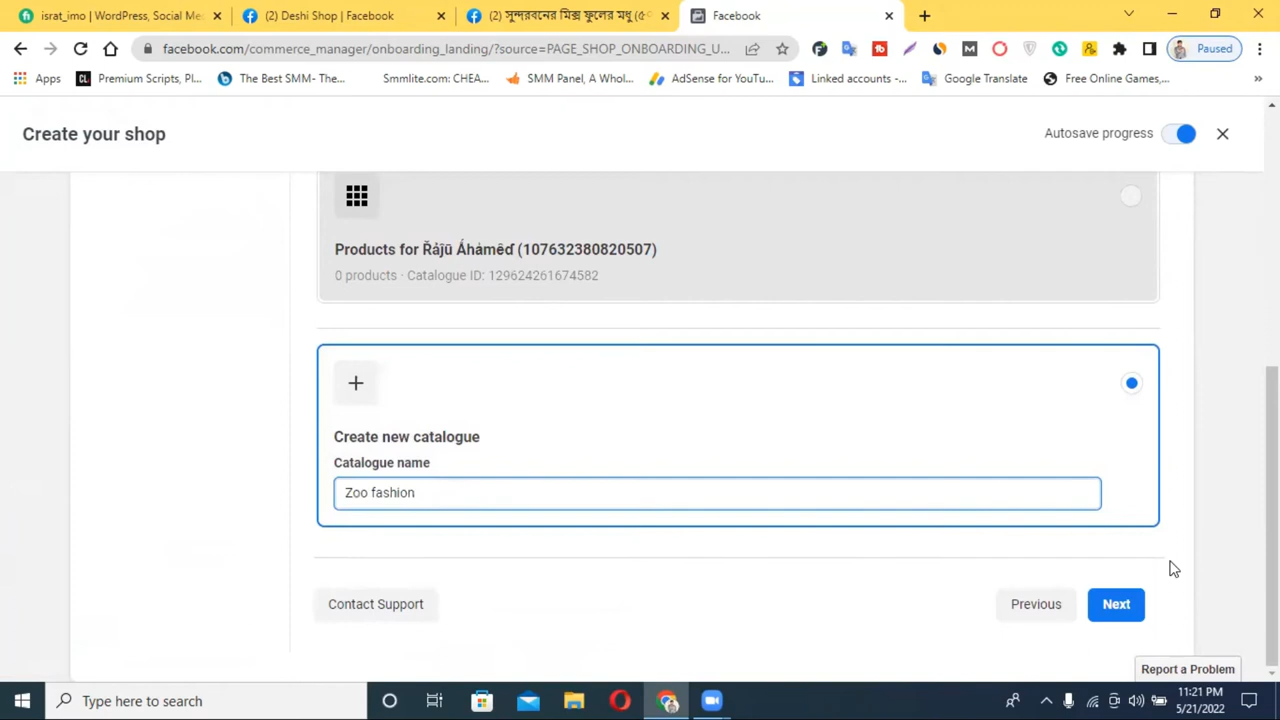 israt_imo | WordPress, Social Me
(2) Deshi Shop | Facebook
(2) সুন্দরবনের মিক্স ফুলের মধু (৫
Facebook
facebook.com/commerce_manager/onboarding_landing/?source=PAGE_SHOP_ONBOARDING_U...
Paused
Apps
CL
Premium Scripts, Pl...
The Best SMM- The...
Smmlite.com: CHEA...
SMM Panel, A Whol...
AdSense for YouTu...
Linked accounts -...
Google Translate
Free Online Games,...
»
Create your shop
Autosave progress
Products for Řảjû Áhảmêď (107632380820507)
0 products · Catalogue ID: 129624261674582
Create new catalogue
Catalogue name
Zoo fashion
Contact Support
Previous
Next
Report a Problem
Type here to search
11:21 PM
5/21/2022